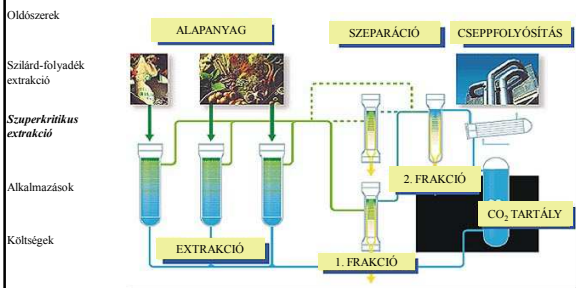 Oldószerek
Szilárd-folyadék
extrakció
Szuperkritikus
extrakció
Alkalmazások
Költségek
ALAPANYAG
SZEPARÁCIÓ
CSEPPFOLYÓSÍTÁS
2. FRAKCIÓ
CO₂ TARTÁLY
EXTRAKCIÓ
1. FRAKCIÓ